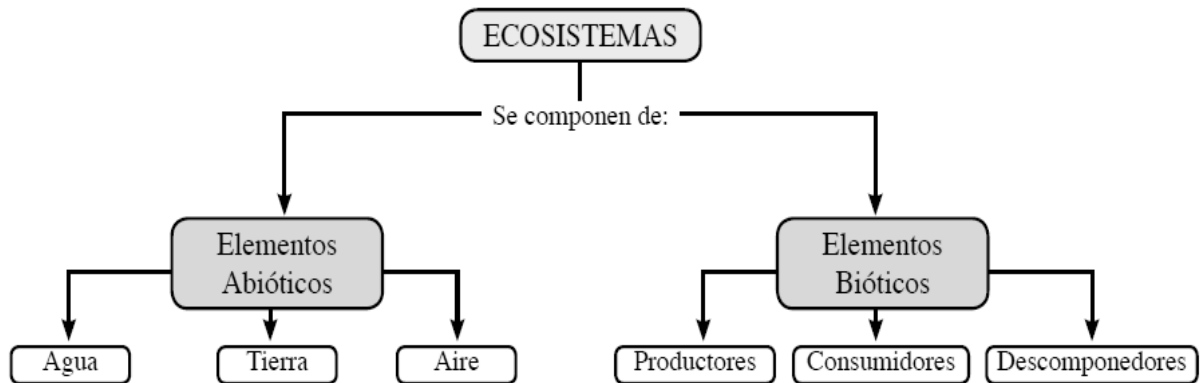 ECOSISTEMAS
Se componen de:
Elementos
Abióticos
Elementos
Bióticos
Agua
Tierra
Aire
Productores
Consumidores
Descomponedores